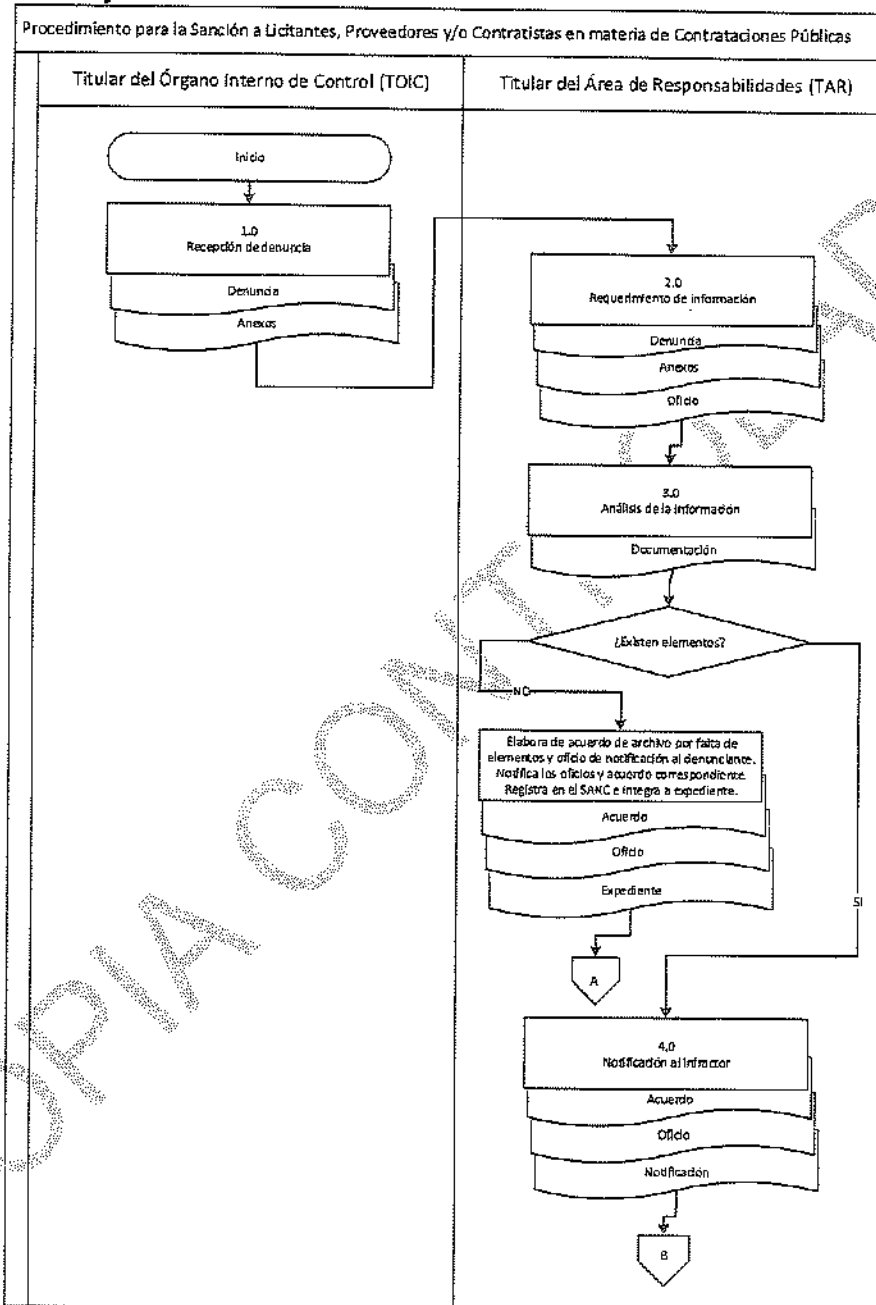 Procedimiento para la Sanción a Licitantes, Proveedores y/o Contratistas en materia de Contrataciones Públicas
Titular del Órgano Interno de Control (TOIC)
Titular del Área de Responsabilidades (TAR)
Inicio
1.0
Recepción de denuncia
Denuncia
Anexos
2.0
Requerimiento de información
Denuncia
Anexos
Oficio
3.0
Análisis de la Información
Documentación
¿Existen elementos?
NO
Elabora de acuerdo de archivo por falta de
elementos y oficio de notificación al denunciante.
Notifica los oficios y acuerdo correspondiente.
Registra en el SANC e integra a expediente.
Acuerdo
Oficio
Expediente
SI
A
4.0
Notificación al Infractor
Acuerdo
Oficio
Notificación
B
COPIA CONT